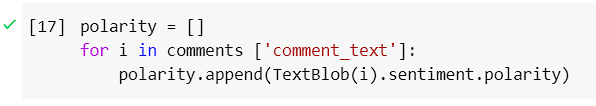 [17] polarity = []
for i in comments ['comment_text']:
polarity.append(TextBlob(i).sentiment.polarity)